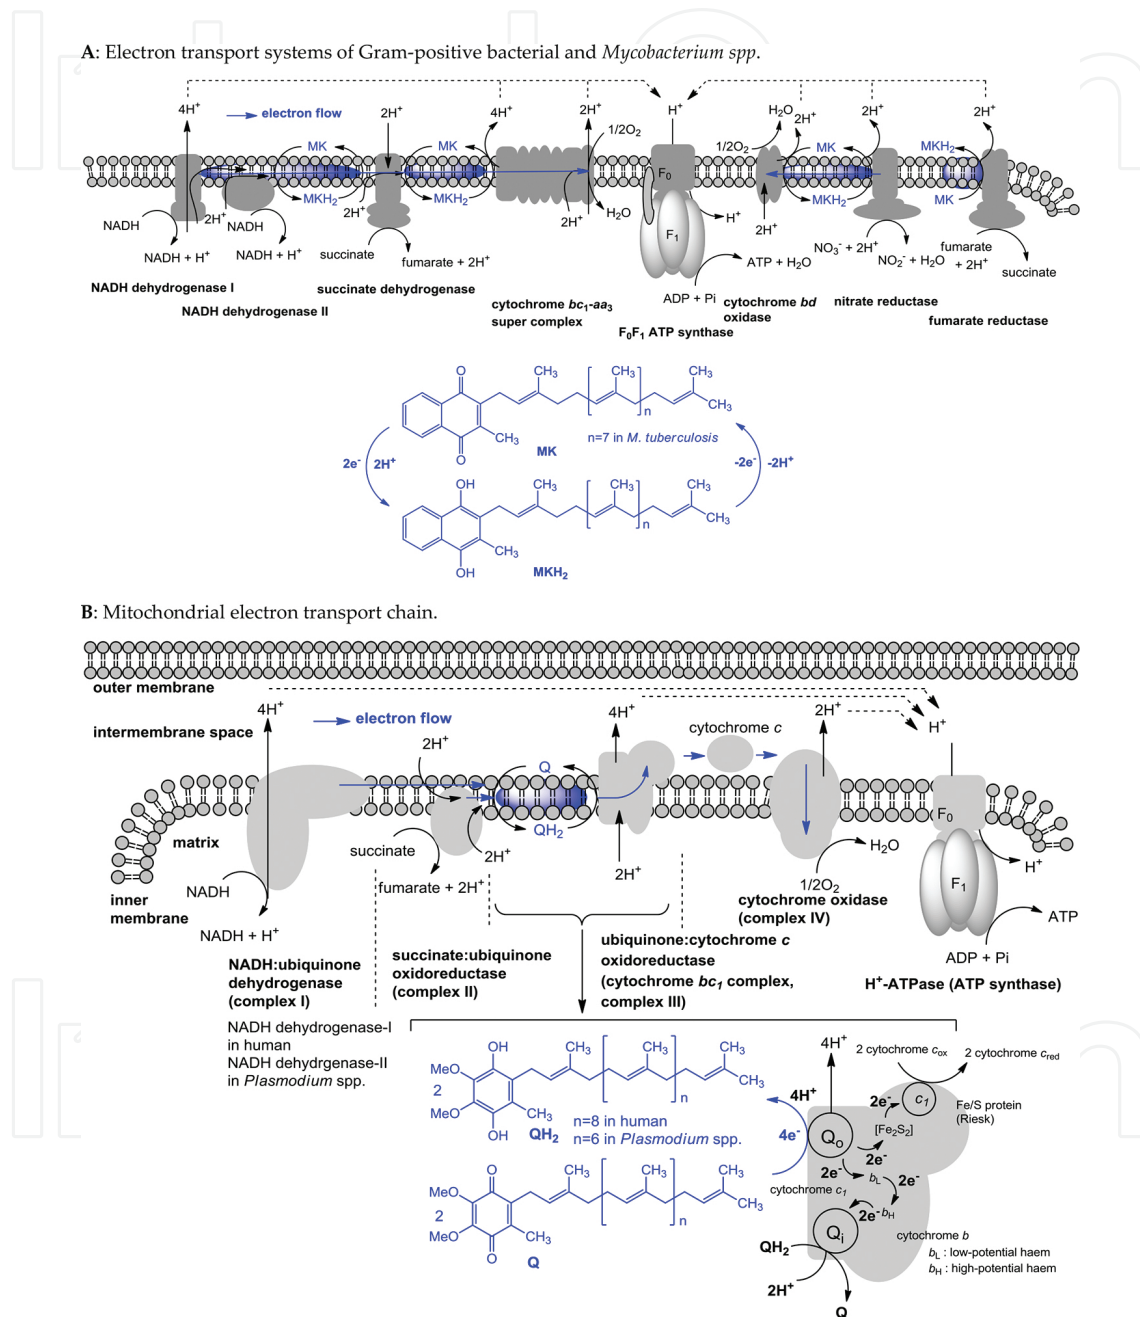 A: Electron transport systems of Gram-positive bacterial and Mycobacterium spp.
4H⁺
electron flow
2H⁺
4H⁺
2H⁺
H⁺
H₂O
2H⁺
2H⁺
2H⁺
1/2O₂
1/2O₂
MK
MK
MK
MKH₂
F₀
MKH₂
MKH₂
MKH₂
MK
2H⁺
NADH
NADH
2H⁺
2H⁺
H₂O
H⁺
2H⁺
F₁
NADH + H⁺
NADH + H⁺
succinate
fumarate + 2H⁺
ATP + H₂O
NO₃⁻ + 2H⁺
NO₂⁻ + H₂O
fumarate
+ 2H⁺
succinate
ADP + Pi
NADH dehydrogenase I
NADH dehydrogenase II
succinate dehydrogenase
cytochrome bc₁-aa₃
super complex
F₀F₁ ATP synthase
cytochrome bd
oxidase
nitrate reductase
fumarate reductase
O
CH₃
CH₃
CH₃
CH₃
n
CH₃
O
MK
n=7 in M. tuberculosis
2e⁻
2H⁺
-2e⁻
-2H⁺
OH
CH₃
CH₃
CH₃
CH₃
n
CH₃
OH
MKH₂
B: Mitochondrial electron transport chain.
outer membrane
4H⁺
intermembrane space
electron flow
2H⁺
4H⁺
cytochrome c
2H⁺
H⁺
Q
QH₂
F₀
matrix
succinate
2H⁺
fumarate + 2H⁺
2H⁺
H₂O
1/2O₂
H⁺
F₁
NADH
inner
membrane
NADH + H⁺
cytochrome oxidase
(complex IV)
ATP
ADP + Pi
NADH:ubiquinone
dehydrogenase
(complex I)
succinate:ubiquinone
oxidoreductase
(complex II)
ubiquinone:cytochrome c
oxidoreductase
(cytochrome bc₁ complex,
complex III)
H⁺-ATPase (ATP synthase)
NADH dehydrogenase-I
in human
NADH dehydrgenase-II
in Plasmodium spp.
OH
CH₃
CH₃
CH₃
CH₃
MeO
2
MeO
CH₃
n
OH
QH₂
n=8 in human
n=6 in Plasmodium spp.
O
CH₃
CH₃
CH₃
CH₃
MeO
2
MeO
CH₃
n
O
Q
4H⁺
2 cytochrome cₒₓ
2 cytochrome c_red
4H⁺
4e⁻
2e⁻
c₁
Fe/S protein
(Riesk)
Qₒ
[Fe₂S₂]
2e⁻
2e⁻
b_L
2e⁻
cytochrome c₁
2e⁻
b_H
Qᵢ
cytochrome b
QH₂
b_L : low-potential haem
b_H : high-potential haem
2H⁺
Q